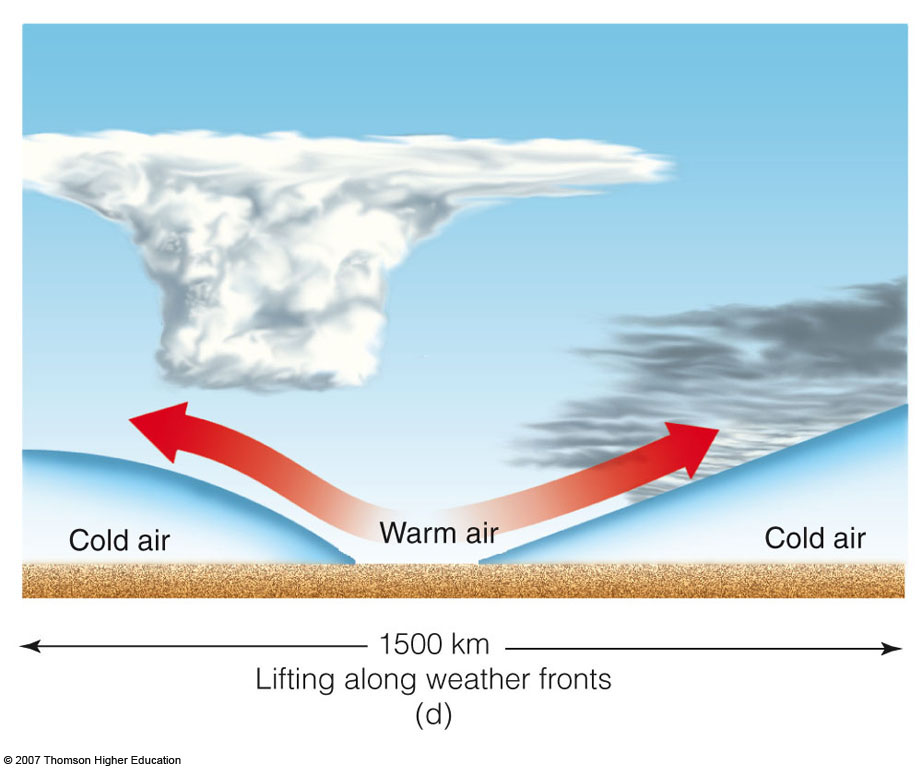 Cold air
Warm air
Cold air
1500 km
Lifting along weather fronts
(d)
© 2007 Thomson Higher Education